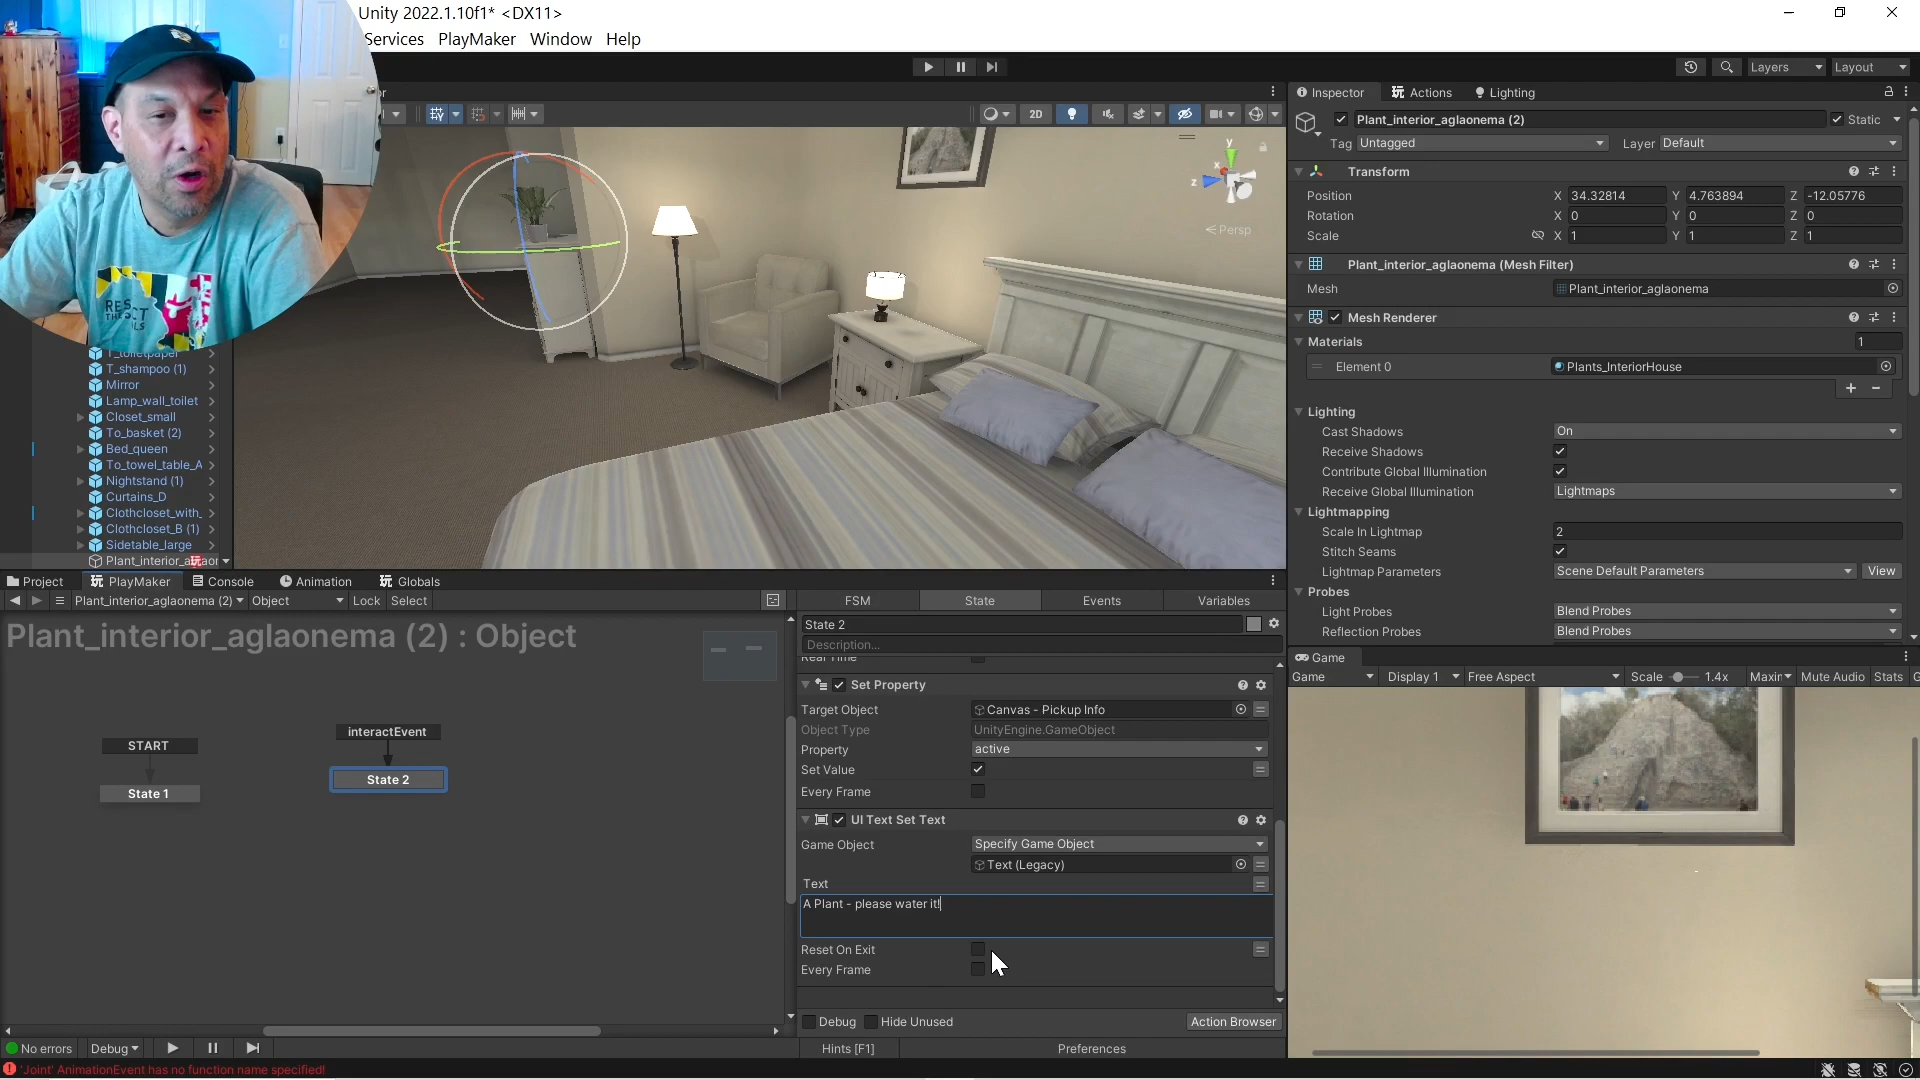 Unity 2022.1.10f1* <DX11>
Services PlayMaker Window Help
Layers
Layout
Inspector Actions Lighting
Plant_interior_aglaonema (2)
Static
Tag Untagged Layer Default
Transform
Position X 34.32814 Y 4.763894 Z -12.05776
Rotation X 0 Y 0 Z 0
Scale X 1 Y 1 Z 1
Plant_interior_aglaonema (Mesh Filter)
Mesh Plant_interior_aglaonema
Mesh Renderer
Materials 1
Element 0 Plants_InteriorHouse
Lighting
Cast Shadows On
Receive Shadows
Contribute Global Illumination
Receive Global Illumination Lightmaps
Lightmapping
Scale In Lightmap 2
Stitch Seams
Lightmap Parameters Scene Default Parameters View
Probes
Light Probes Blend Probes
Reflection Probes Blend Probes
2D
y
x
z
Persp
T_toiletpaper
T_shampoo (1)
Mirror
Lamp_wall_toilet
Closet_small
To_basket (2)
Bed_queen
To_towel_table_A
Nightstand (1)
Curtains_D
Clothcloset_with_
Clothcloset_B (1)
Sidetable_large
Project PlayMaker Console Animation Globals
Plant_interior_aglaonema (2) Object Lock Select
Plant_interior_aglaonema (2) : Object
START
State 1
interactEvent
State 2
FSM State Events Variables
State 2
Description...
Real Time
Set Property
Target Object Canvas - Pickup Info
Object Type UnityEngine.GameObject
Property active
Set Value
Every Frame
UI Text Set Text
Game Object Specify Game Object
Text (Legacy)
Text
A Plant - please water it!
Reset On Exit
Every Frame
Debug Hide Unused Action Browser
Hints [F1] Preferences
No errors Debug
'Joint' AnimationEvent has no function name specified!
Game
Game Display 1 Free Aspect Scale 1.4x Maxin Mute Audio Stats G